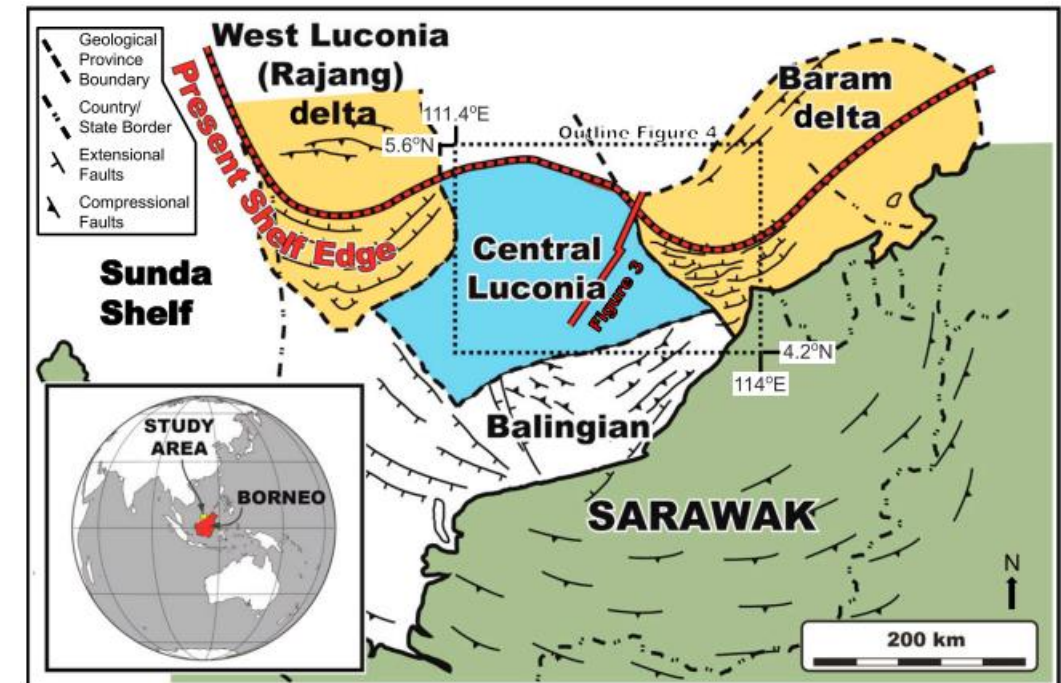 Geological
Province
Boundary
Country/
State Border
Extensional
Faults
Compressional
Faults
West Luconia
(Rajang)
delta
Present Shelf Edge
111.4°E
5.6°N
Outline Figure 4
Baram
delta
Sunda
Shelf
Central
Luconia
Figure 3
4.2°N
114°E
Balingian
STUDY
AREA
BORNEO
SARAWAK
N
200 km